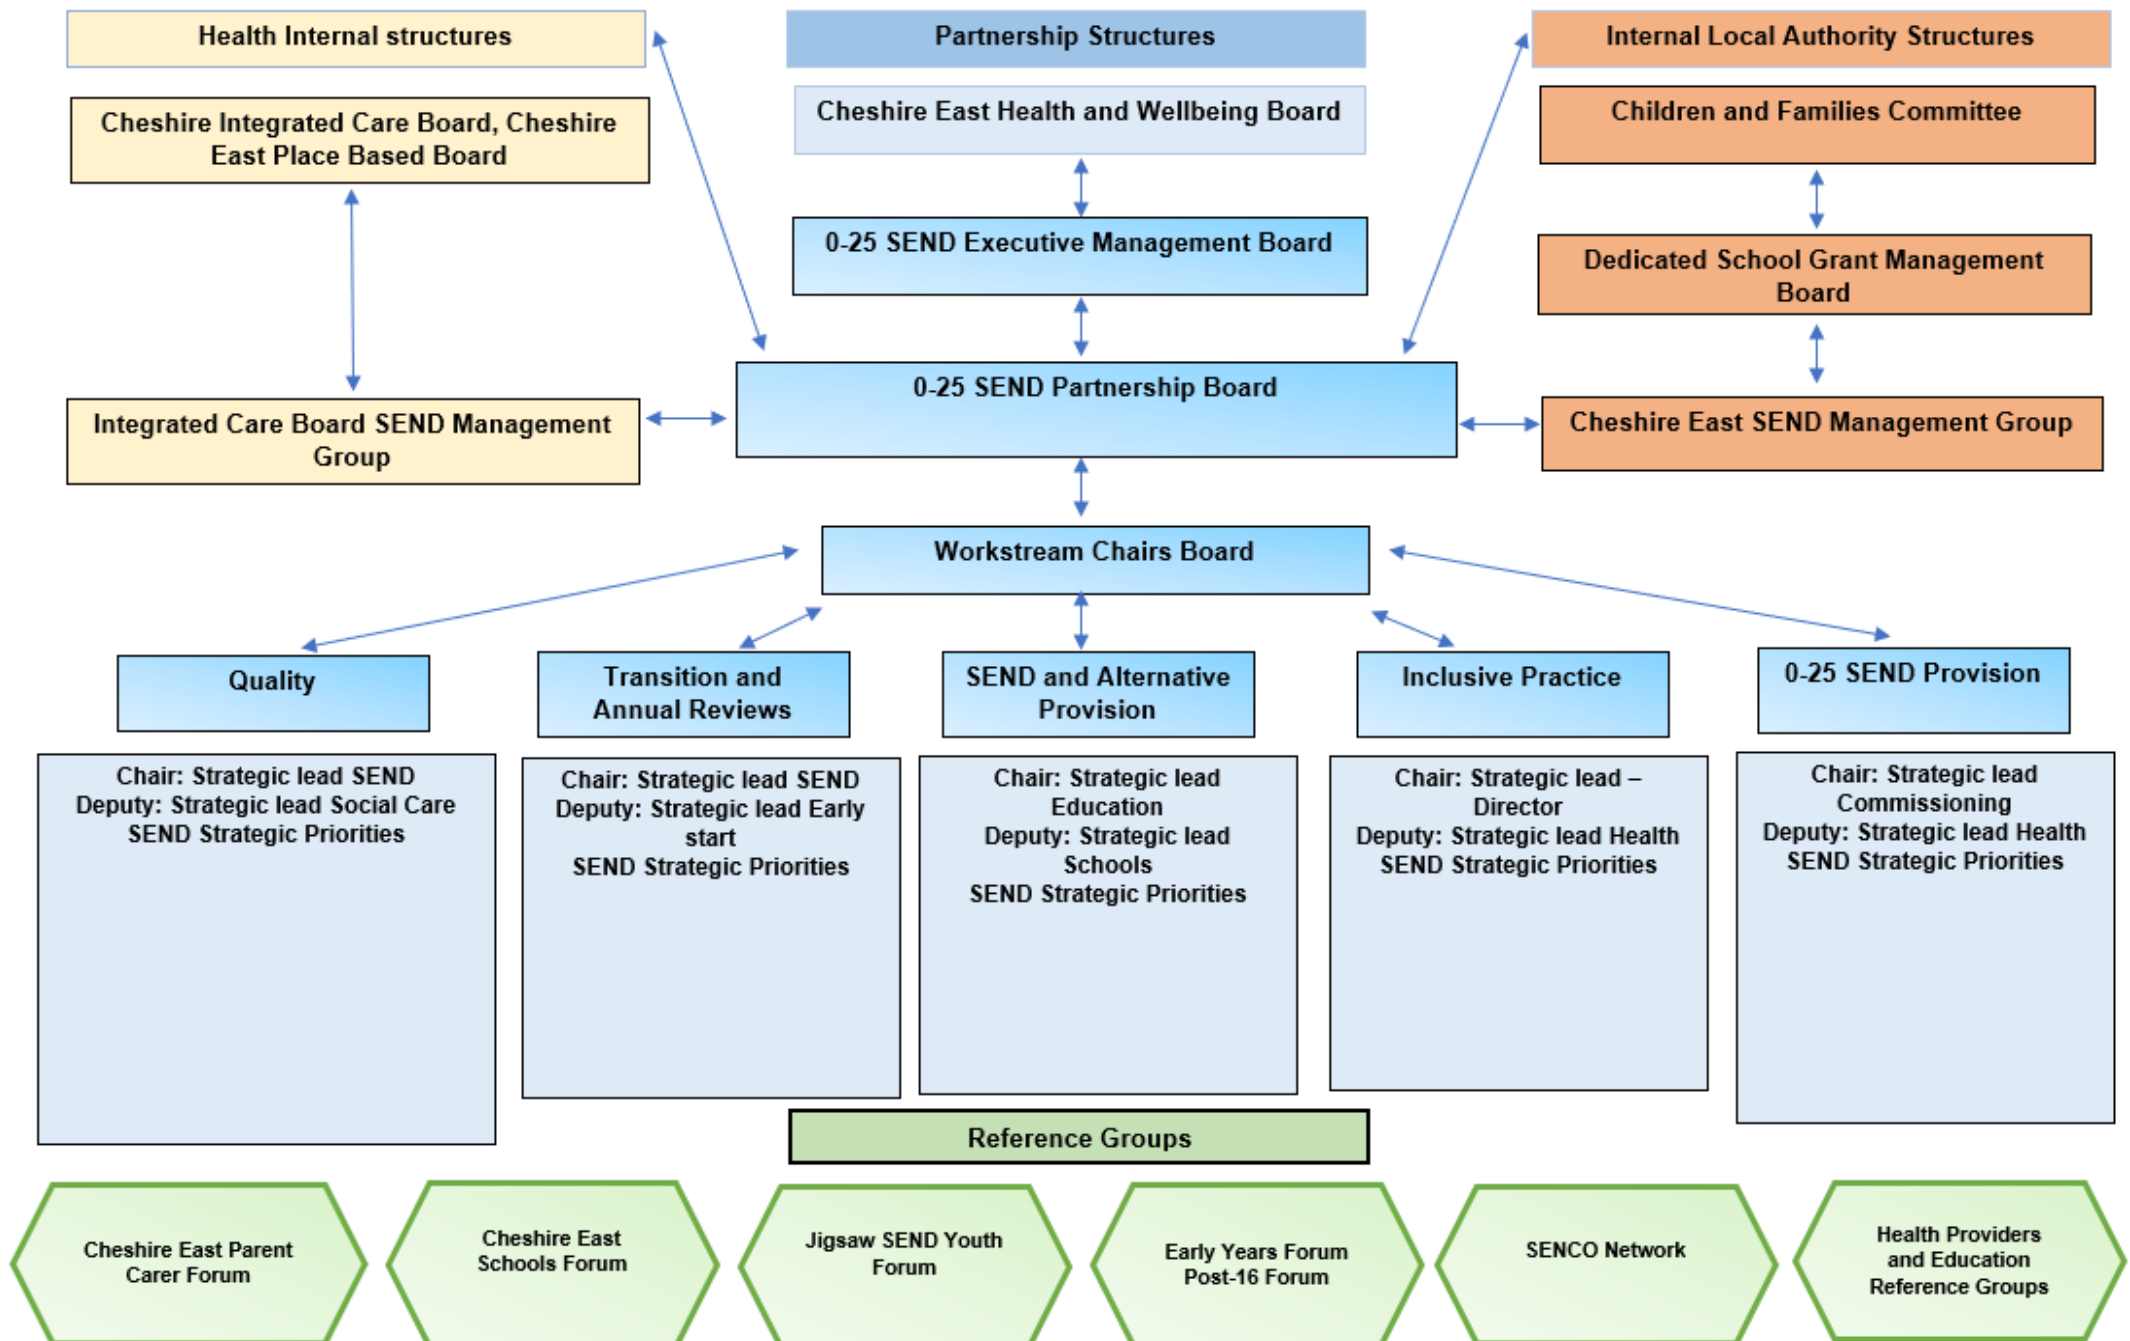 Health Internal structures
Partnership Structures
Internal Local Authority Structures
Cheshire Integrated Care Board, Cheshire
East Place Based Board
Cheshire East Health and Wellbeing Board
Children and Families Committee
0-25 SEND Executive Management Board
Dedicated School Grant Management
Board
0-25 SEND Partnership Board
Integrated Care Board SEND Management
Group
Cheshire East SEND Management Group
Workstream Chairs Board
Quality
Transition and
Annual Reviews
SEND and Alternative
Provision
Inclusive Practice
0-25 SEND Provision
Chair: Strategic lead SEND
Deputy: Strategic lead Social Care
SEND Strategic Priorities
Chair: Strategic lead SEND
Deputy: Strategic lead Early
start
SEND Strategic Priorities
Chair: Strategic lead
Education
Deputy: Strategic lead
Schools
SEND Strategic Priorities
Chair: Strategic lead –
Director
Deputy: Strategic lead Health
SEND Strategic Priorities
Chair: Strategic lead
Commissioning
Deputy: Strategic lead Health
SEND Strategic Priorities
Reference Groups
Cheshire East Parent
Carer Forum
Cheshire East
Schools Forum
Jigsaw SEND Youth
Forum
Early Years Forum
Post-16 Forum
SENCO Network
Health Providers
and Education
Reference Groups